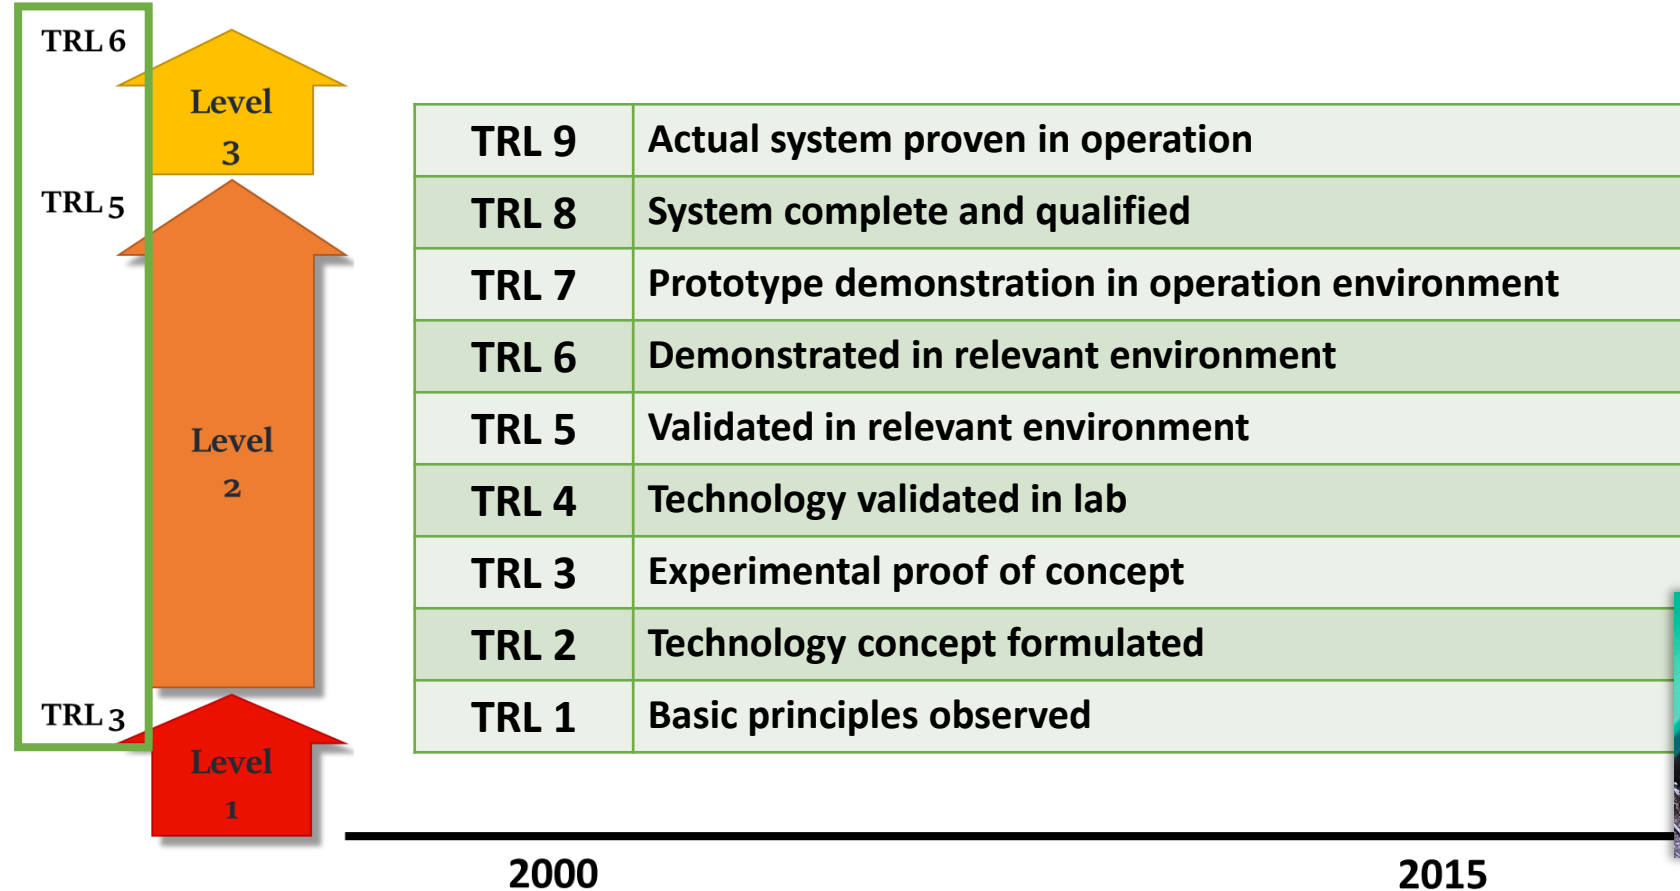 TRL 6
Level
3
TRL 5
Level
2
TRL 3
Level
1
TRL 9 Actual system proven in operation
TRL 8 System complete and qualified
TRL 7 Prototype demonstration in operation environment
TRL 6 Demonstrated in relevant environment
TRL 5 Validated in relevant environment
TRL 4 Technology validated in lab
TRL 3 Experimental proof of concept
TRL 2 Technology concept formulated
TRL 1 Basic principles observed
2000 2015